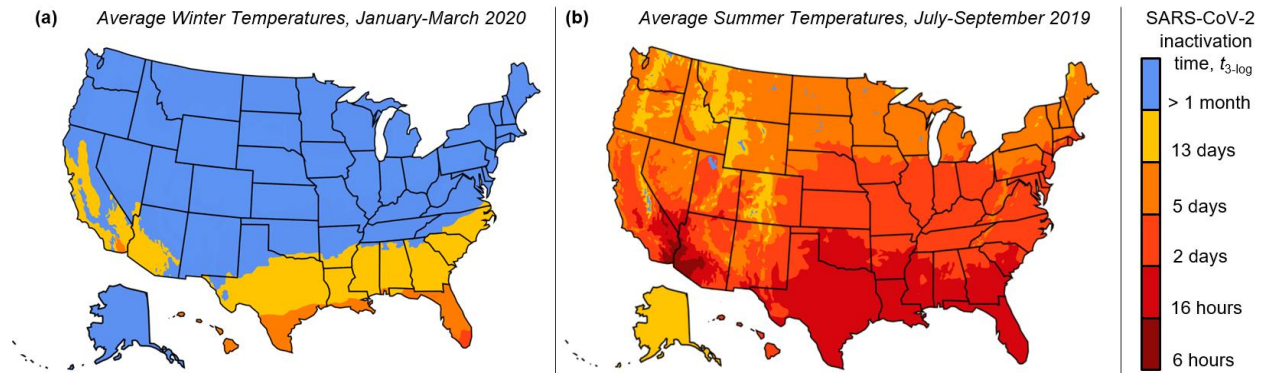 (a)
Average Winter Temperatures, January-March 2020
(b)
Average Summer Temperatures, July-September 2019
SARS-CoV-2
inactivation
time, t3-log
> 1 month
13 days
5 days
2 days
16 hours
6 hours